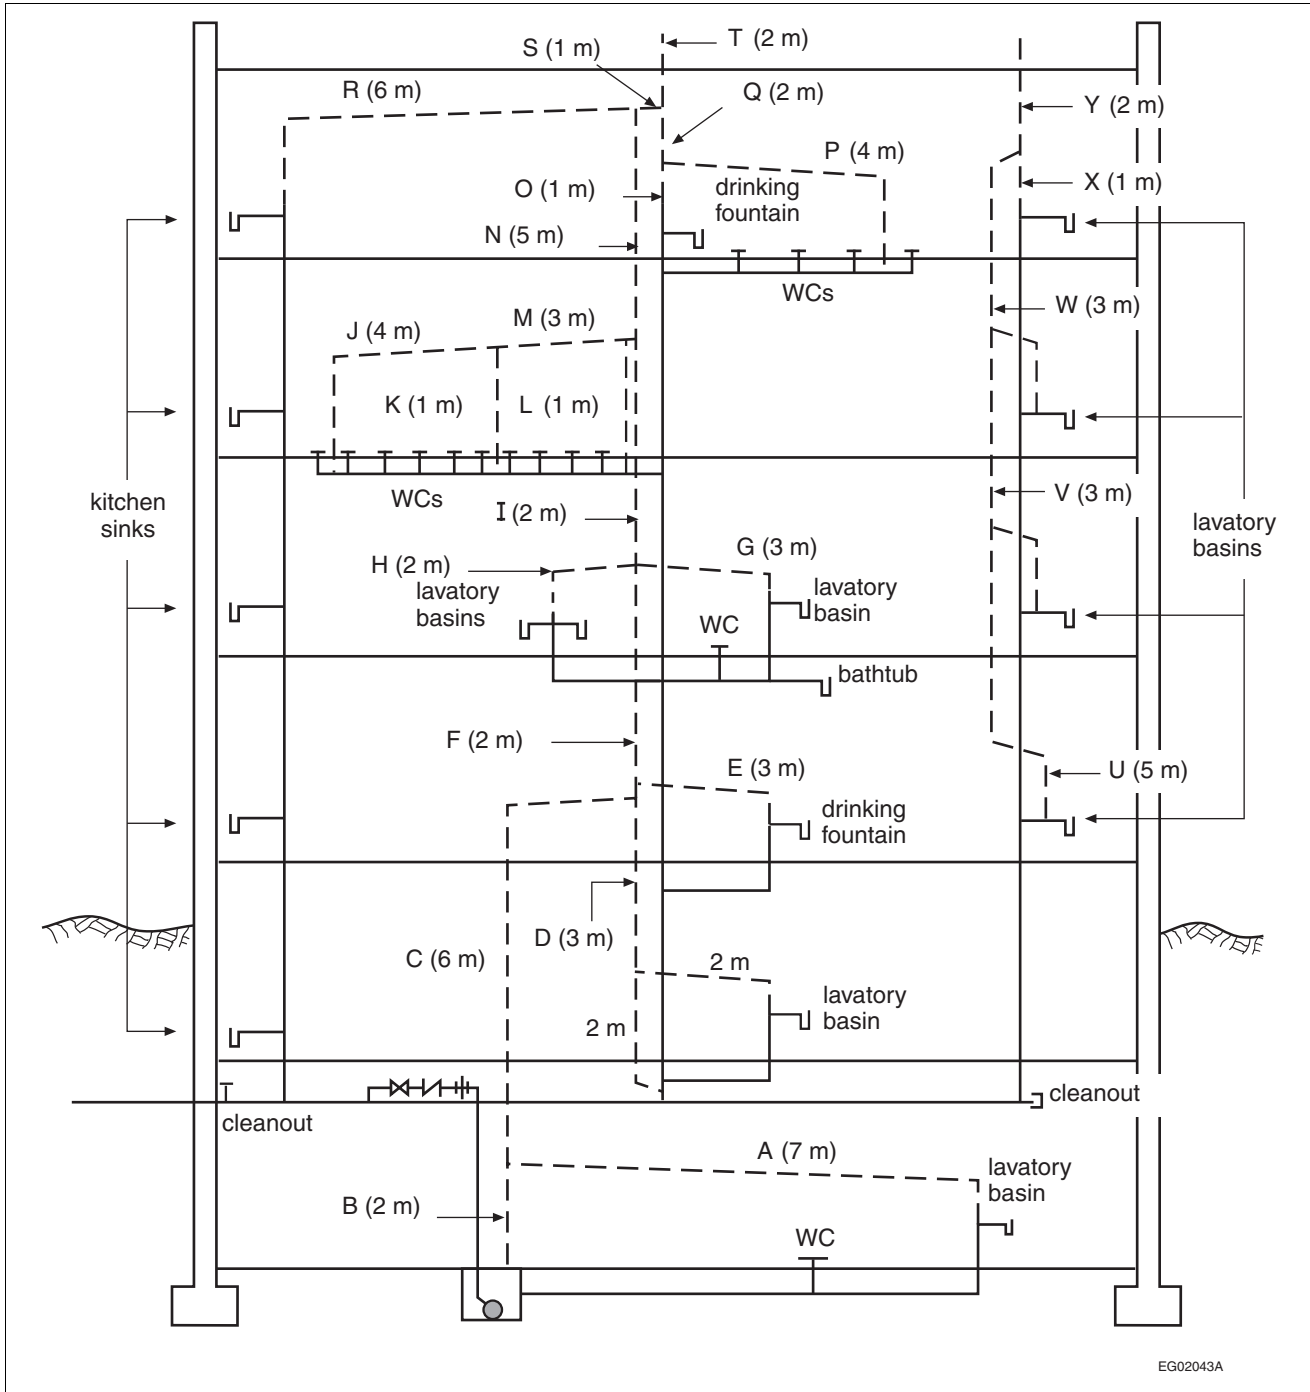 T (2 m)
S (1 m)
R (6 m)
Q (2 m)
Y (2 m)
P (4 m)
O (1 m)
drinking
fountain
X (1 m)
N (5 m)
WCs
W (3 m)
M (3 m)
J (4 m)
K (1 m)
L (1 m)
kitchen
sinks
WCs
I (2 m)
V (3 m)
lavatory
basins
G (3 m)
H (2 m)
lavatory
basins
lavatory
basin
WC
bathtub
F (2 m)
E (3 m)
U (5 m)
drinking
fountain
D (3 m)
C (6 m)
2 m
lavatory
basin
2 m
cleanout
cleanout
A (7 m)
lavatory
basin
B (2 m)
WC
EG02043A